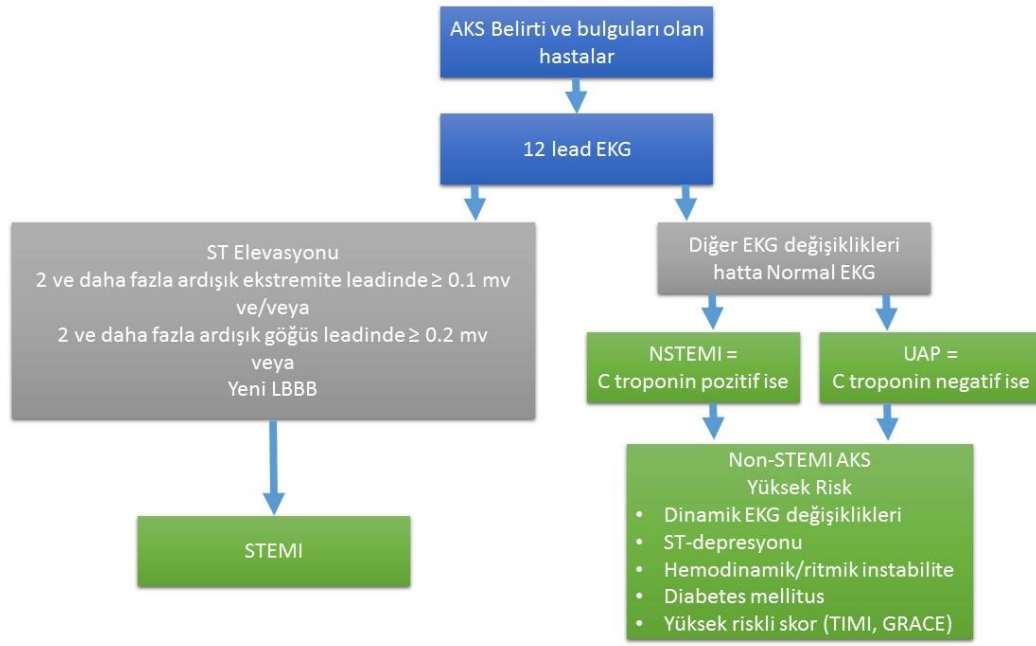 AKS Belirti ve bulguları olan
hastalar
12 lead EKG
ST Elevasyonu
2 ve daha fazla ardışık ekstremite leadinde ≥ 0.1 mv
ve/veya
2 ve daha fazla ardışık göğüs leadinde ≥ 0.2 mv
veya
Yeni LBBB
Diğer EKG değişiklikleri
hatta Normal EKG
NSTEMI =
C troponin pozitif ise
UAP =
C troponin negatif ise
STEMI
Non-STEMI AKS
Yüksek Risk
• Dinamik EKG değişiklikleri
• ST-depresyonu
• Hemodinamik/ritmik instabilite
• Diabetes mellitus
• Yüksek riskli skor (TIMI, GRACE)